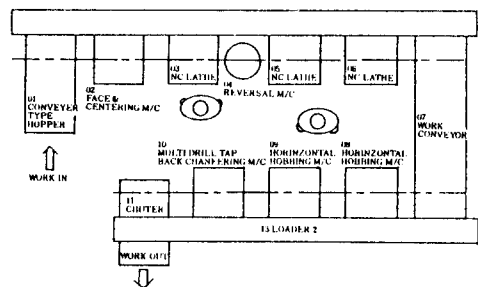 01
CONVEYER
TYPE
HOPPER
WORK IN
02
FACE &
CENTERING M/C
03
NC LATHE
04
REVERSAL M/C
05
NC LATHE
06
NC LATHE
07
WORK
CONVEYOR
10
MULTI DRILL TAP
BACK CHAMFERING M/C
09
HORINZONTAL
HOBBING M/C
08
HORINZONTAL
HOBBING M/C
11
CHUTER
13 LOADER 2
WORK OUT